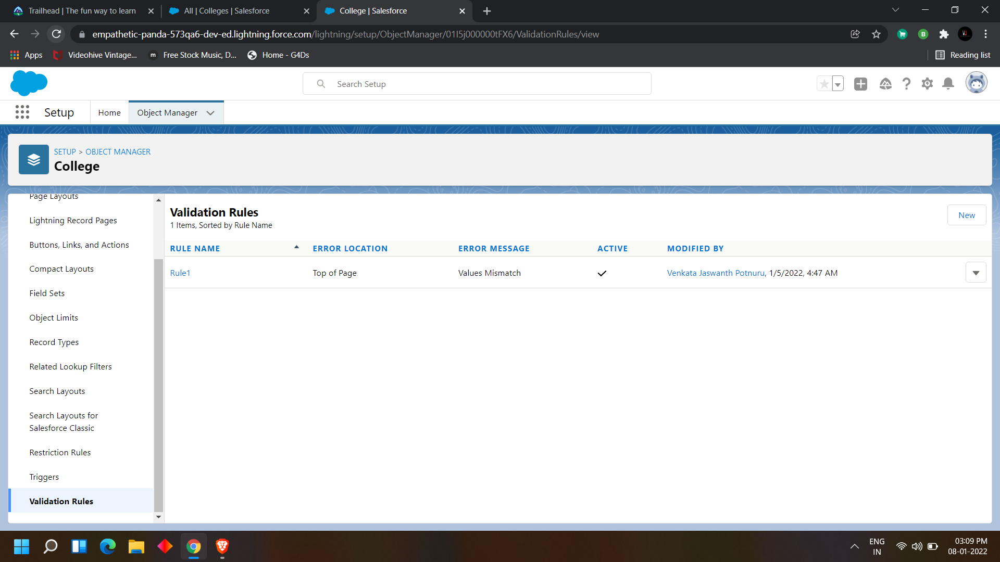 Trailhead | The fun way to learn
All | Colleges | Salesforce
College | Salesforce
empathetic-panda-573qa6-dev-ed.lightning.force.com/lightning/setup/ObjectManager/01I5j000000tFX6/ValidationRules/view
Apps
Videohive Vintage...
m
Free Stock Music, D...
Home - G4Ds
Reading list
Search Setup
Setup
Home
Object Manager
SETUP > OBJECT MANAGER
College
Page Layouts
Lightning Record Pages
Buttons, Links, and Actions
Compact Layouts
Field Sets
Object Limits
Record Types
Related Lookup Filters
Search Layouts
Search Layouts for
Salesforce Classic
Restriction Rules
Triggers
Validation Rules
Validation Rules
1 Items, Sorted by Rule Name
New
RULE NAME
ERROR LOCATION
ERROR MESSAGE
ACTIVE
MODIFIED BY
Rule1
Top of Page
Values Mismatch
Venkata Jaswanth Potnuru, 1/5/2022, 4:47 AM
ENG
IN
03:09 PM
08-01-2022